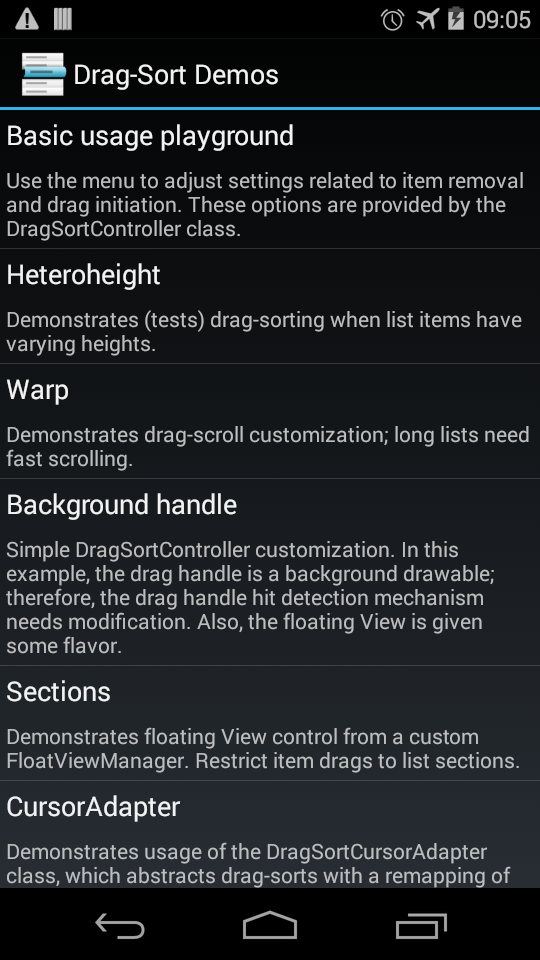 09:05
Drag-Sort Demos
Basic usage playground
Use the menu to adjust settings related to item removal
and drag initiation. These options are provided by the
DragSortController class.
Heteroheight
Demonstrates (tests) drag-sorting when list items have
varying heights.
Warp
Demonstrates drag-scroll customization; long lists need
fast scrolling.
Background handle
Simple DragSortController customization. In this
example, the drag handle is a background drawable;
therefore, the drag handle hit detection mechanism
needs modification. Also, the floating View is given
some flavor.
Sections
Demonstrates floating View control from a custom
FloatViewManager. Restrict item drags to list sections.
CursorAdapter
Demonstrates usage of the DragSortCursorAdapter
class, which abstracts drag-sorts with a remapping of